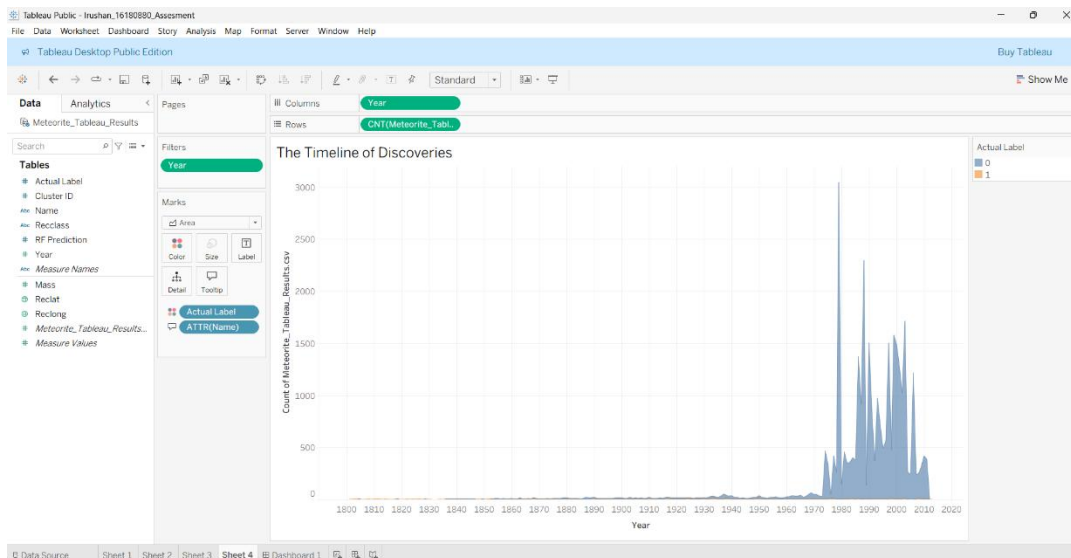 Tableau Public - Irushan_16180880_Assesment
File Data Worksheet Dashboard Story Analysis Map Format Server Window Help
Tableau Desktop Public Edition
Buy Tableau
Standard
Show Me
Data Analytics
Pages
Columns
Year
Meteorite_Tableau_Results
Rows
CNT(Meteorite_Tabl..
Search
Filters
Year
Tables
Actual Label
Cluster ID
Abc Name
Abc Recclass
RF Prediction
Year
Abc Measure Names
Mass
Reclat
Reclong
Meteorite_Tableau_Results...
Measure Values
Marks
Area
Color Size Label
Detail Tooltip
Actual Label
ATTR(Name)
The Timeline of Discoveries
Count of Meteorite_Tableau_Results.csv
3000
2500
2000
1500
1000
500
0
1800 1810 1820 1830 1840 1850 1860 1870 1880 1890 1900 1910 1920 1930 1940 1950 1960 1970 1980 1990 2000 2010 2020
Year
Actual Label
0
1
Data Source Sheet 1 Sheet 2 Sheet 3 Sheet 4 Dashboard 1